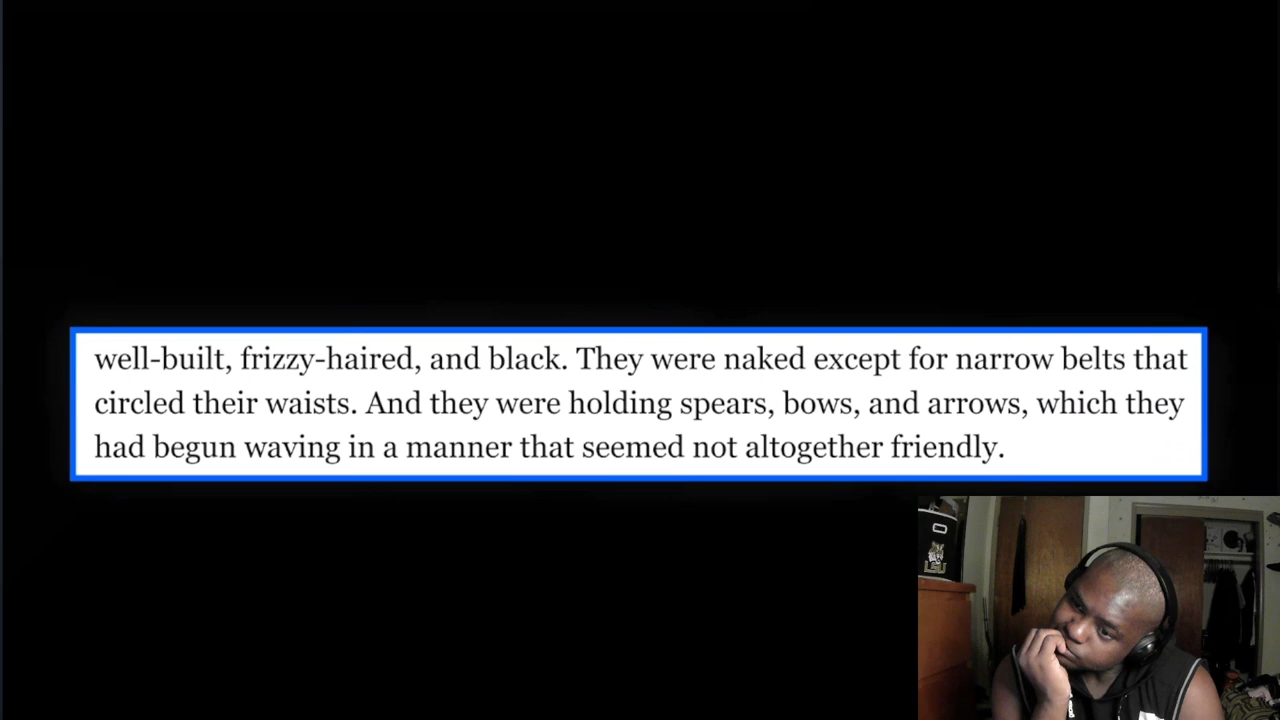 well-built, frizzy-haired, and black. They were naked except for narrow belts that
circled their waists. And they were holding spears, bows, and arrows, which they
had begun waving in a manner that seemed not altogether friendly.